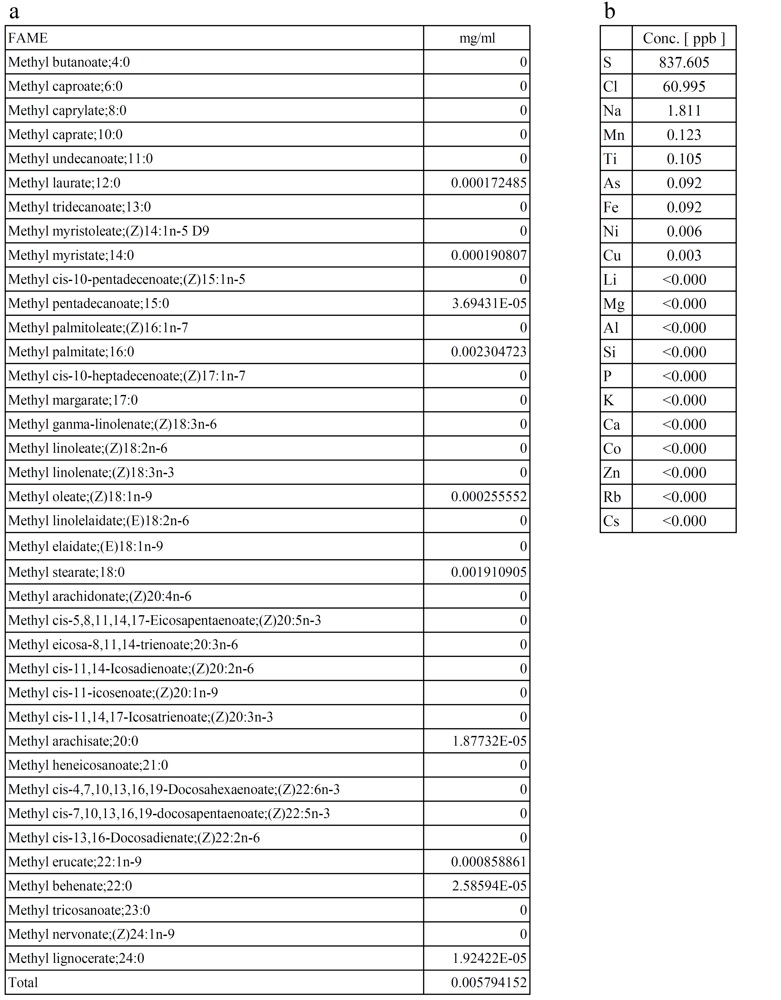 a
FAME mg/ml
Methyl butanoate;4:0 0
Methyl caproate;6:0 0
Methyl caprylate;8:0 0
Methyl caprate;10:0 0
Methyl undecanoate;11:0 0
Methyl laurate;12:0 0.000172485
Methyl tridecanoate;13:0 0
Methyl myristoleate;(Z)14:1n-5 D9 0
Methyl myristate;14:0 0.000190807
Methyl cis-10-pentadecenoate;(Z)15:1n-5 0
Methyl pentadecanoate;15:0 3.69431E-05
Methyl palmitoleate;(Z)16:1n-7 0
Methyl palmitate;16:0 0.002304723
Methyl cis-10-heptadecenoate;(Z)17:1n-7 0
Methyl margarate;17:0 0
Methyl ganma-linolenate;(Z)18:3n-6 0
Methyl linoleate;(Z)18:2n-6 0
Methyl linolenate;(Z)18:3n-3 0
Methyl oleate;(Z)18:1n-9 0.000255552
Methyl linolelaidate;(E)18:2n-6 0
Methyl elaidate;(E)18:1n-9 0
Methyl stearate;18:0 0.001910905
Methyl arachidonate;(Z)20:4n-6 0
Methyl cis-5,8,11,14,17-Eicosapentaenoate;(Z)20:5n-3 0
Methyl eicosa-8,11,14-trienoate;20:3n-6 0
Methyl cis-11,14-Icosadienoate;(Z)20:2n-6 0
Methyl cis-11-icosenoate;(Z)20:1n-9 0
Methyl cis-11,14,17-Icosatrienoate;(Z)20:3n-3 0
Methyl arachisate;20:0 1.87732E-05
Methyl heneicosanoate;21:0 0
Methyl cis-4,7,10,13,16,19-Docosahexaenoate;(Z)22:6n-3 0
Methyl cis-7,10,13,16,19-docosapentaenoate;(Z)22:5n-3 0
Methyl cis-13,16-Docosadienate;(Z)22:2n-6 0
Methyl erucate;22:1n-9 0.000858861
Methyl behenate;22:0 2.58594E-05
Methyl tricosanoate;23:0 0
Methyl nervonate;(Z)24:1n-9 0
Methyl lignocerate;24:0 1.92422E-05
Total 0.005794152
b
Conc. [ ppb ]
S 837.605
Cl 60.995
Na 1.811
Mn 0.123
Ti 0.105
As 0.092
Fe 0.092
Ni 0.006
Cu 0.003
Li <0.000
Mg <0.000
Al <0.000
Si <0.000
P <0.000
K <0.000
Ca <0.000
Co <0.000
Zn <0.000
Rb <0.000
Cs <0.000